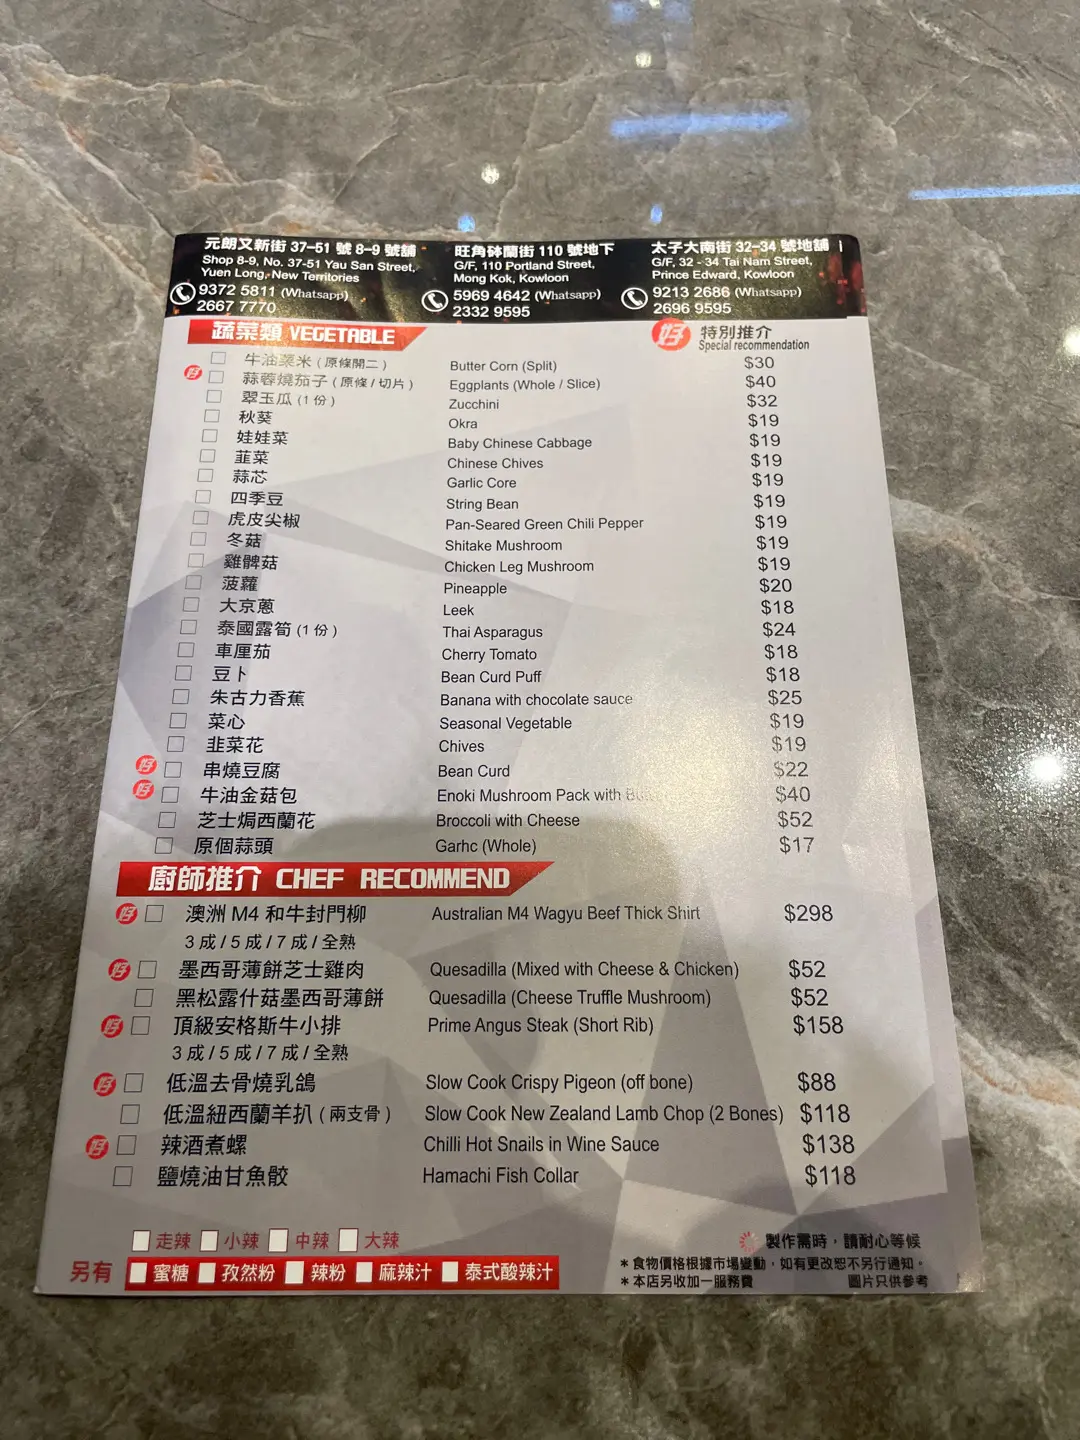 元朗又新街 37–51 號 8–9 號舖
Shop 8-9, No. 37-51 Yau San Street,
Yuen Long, New Territories
9372 5811 (Whatsapp)
2667 7770
旺角砵蘭街 110 號地下
G/F, 110 Portland Street,
Mong Kok, Kowloon
5969 4642 (Whatsapp)
2332 9595
太子大南街 32–34 號地舖
G/F, 32 - 34 Tai Nam Street,
Prince Edward, Kowloon
9213 2686 (Whatsapp)
2696 9595
蔬菜類 VEGETABLE
好 特別推介
Special recommendation
牛油粟米 ( 原條開二 ) Butter Corn (Split) $30
好 蒜蓉燒茄子 ( 原條 / 切片 ) Eggplants (Whole / Slice) $40
翠玉瓜 (1 份 ) Zucchini $32
秋葵 Okra $19
娃娃菜 Baby Chinese Cabbage $19
韮菜 Chinese Chives $19
蒜芯 Garlic Core $19
四季豆 String Bean $19
虎皮尖椒 Pan-Seared Green Chili Pepper $19
冬菇 Shitake Mushroom $19
雞髀菇 Chicken Leg Mushroom $19
菠蘿 Pineapple $20
大京蔥 Leek $18
泰國露筍 (1 份 ) Thai Asparagus $24
車厘茄 Cherry Tomato $18
豆卜 Bean Curd Puff $18
朱古力香蕉 Banana with chocolate sauce $25
菜心 Seasonal Vegetable $19
韭菜花 Chives $19
好 串燒豆腐 Bean Curd $22
好 牛油金菇包 Enoki Mushroom Pack with $40
芝士焗西蘭花 Broccoli with Cheese $52
原個蒜頭 Garhc (Whole) $17
廚師推介 CHEF RECOMMEND
好 澳洲 M4 和牛封門柳 Australian M4 Wagyu Beef Thick Shirt $298
3 成 / 5 成 / 7 成 / 全熟
好 墨西哥薄餅芝士雞肉 Quesadilla (Mixed with Cheese & Chicken) $52
黑松露什菇墨西哥薄餅 Quesadilla (Cheese Truffle Mushroom) $52
好 頂級安格斯牛小排 Prime Angus Steak (Short Rib) $158
3 成 / 5 成 / 7 成 / 全熟
好 低溫去骨燒乳鴿 Slow Cook Crispy Pigeon (off bone) $88
低溫紐西蘭羊扒 ( 兩支骨 ) Slow Cook New Zealand Lamb Chop (2 Bones) $118
好 辣酒煮螺 Chilli Hot Snails in Wine Sauce $138
鹽燒油甘魚骹 Hamachi Fish Collar $118
走辣 小辣 中辣 大辣
另有 蜜糖 孜然粉 辣粉 麻辣汁 泰式酸辣汁
製作需時，請耐心等候
＊食物價格根據市場變動，如有更改恕不另行通知。
＊本店另收加一服務費 圖片只供參考